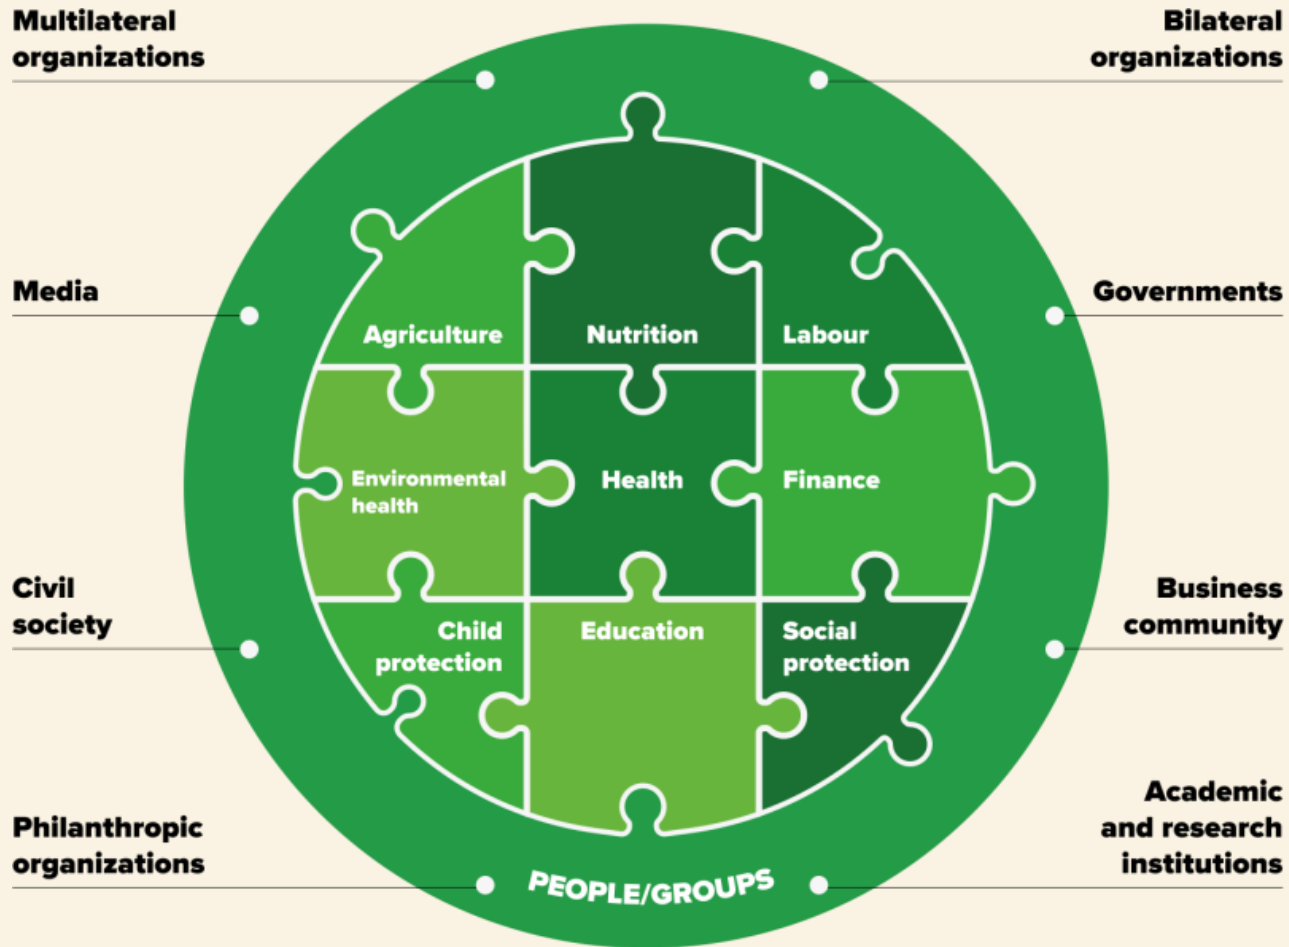 Multilateral
organizations
Bilateral
organizations
Media
Governments
Agriculture
Nutrition
Labour
Environmental
health
Health
Finance
Child
protection
Education
Social
protection
Civil
society
Business
community
Philanthropic
organizations
Academic
and research
institutions
PEOPLE/GROUPS